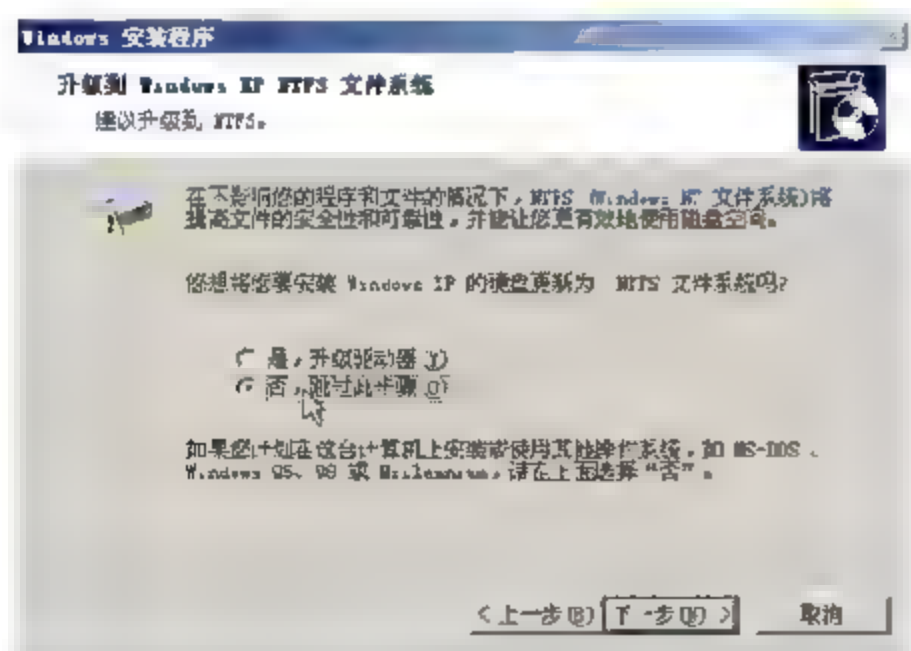 Windows 安装程序
升级到 Windows XP NTFS 文件系统
建议升级到 NTFS。
在不影响您的程序和文件的情况下，NTFS (Windows NT 文件系统)将
提高文件的安全性和可靠性，并能让您更有效地使用磁盘空间。
您想将您要安装 Windows XP 的硬盘更新为 NTFS 文件系统吗?
是，升级驱动器(Y)
否，跳过此步骤(O)
如果您计划在这台计算机上安装或使用其他操作系统，如 MS-DOS、
Windows 95、98 或 Millennium，请在上面选择“否”。
<上一步(B)
下一步(N) >
取消